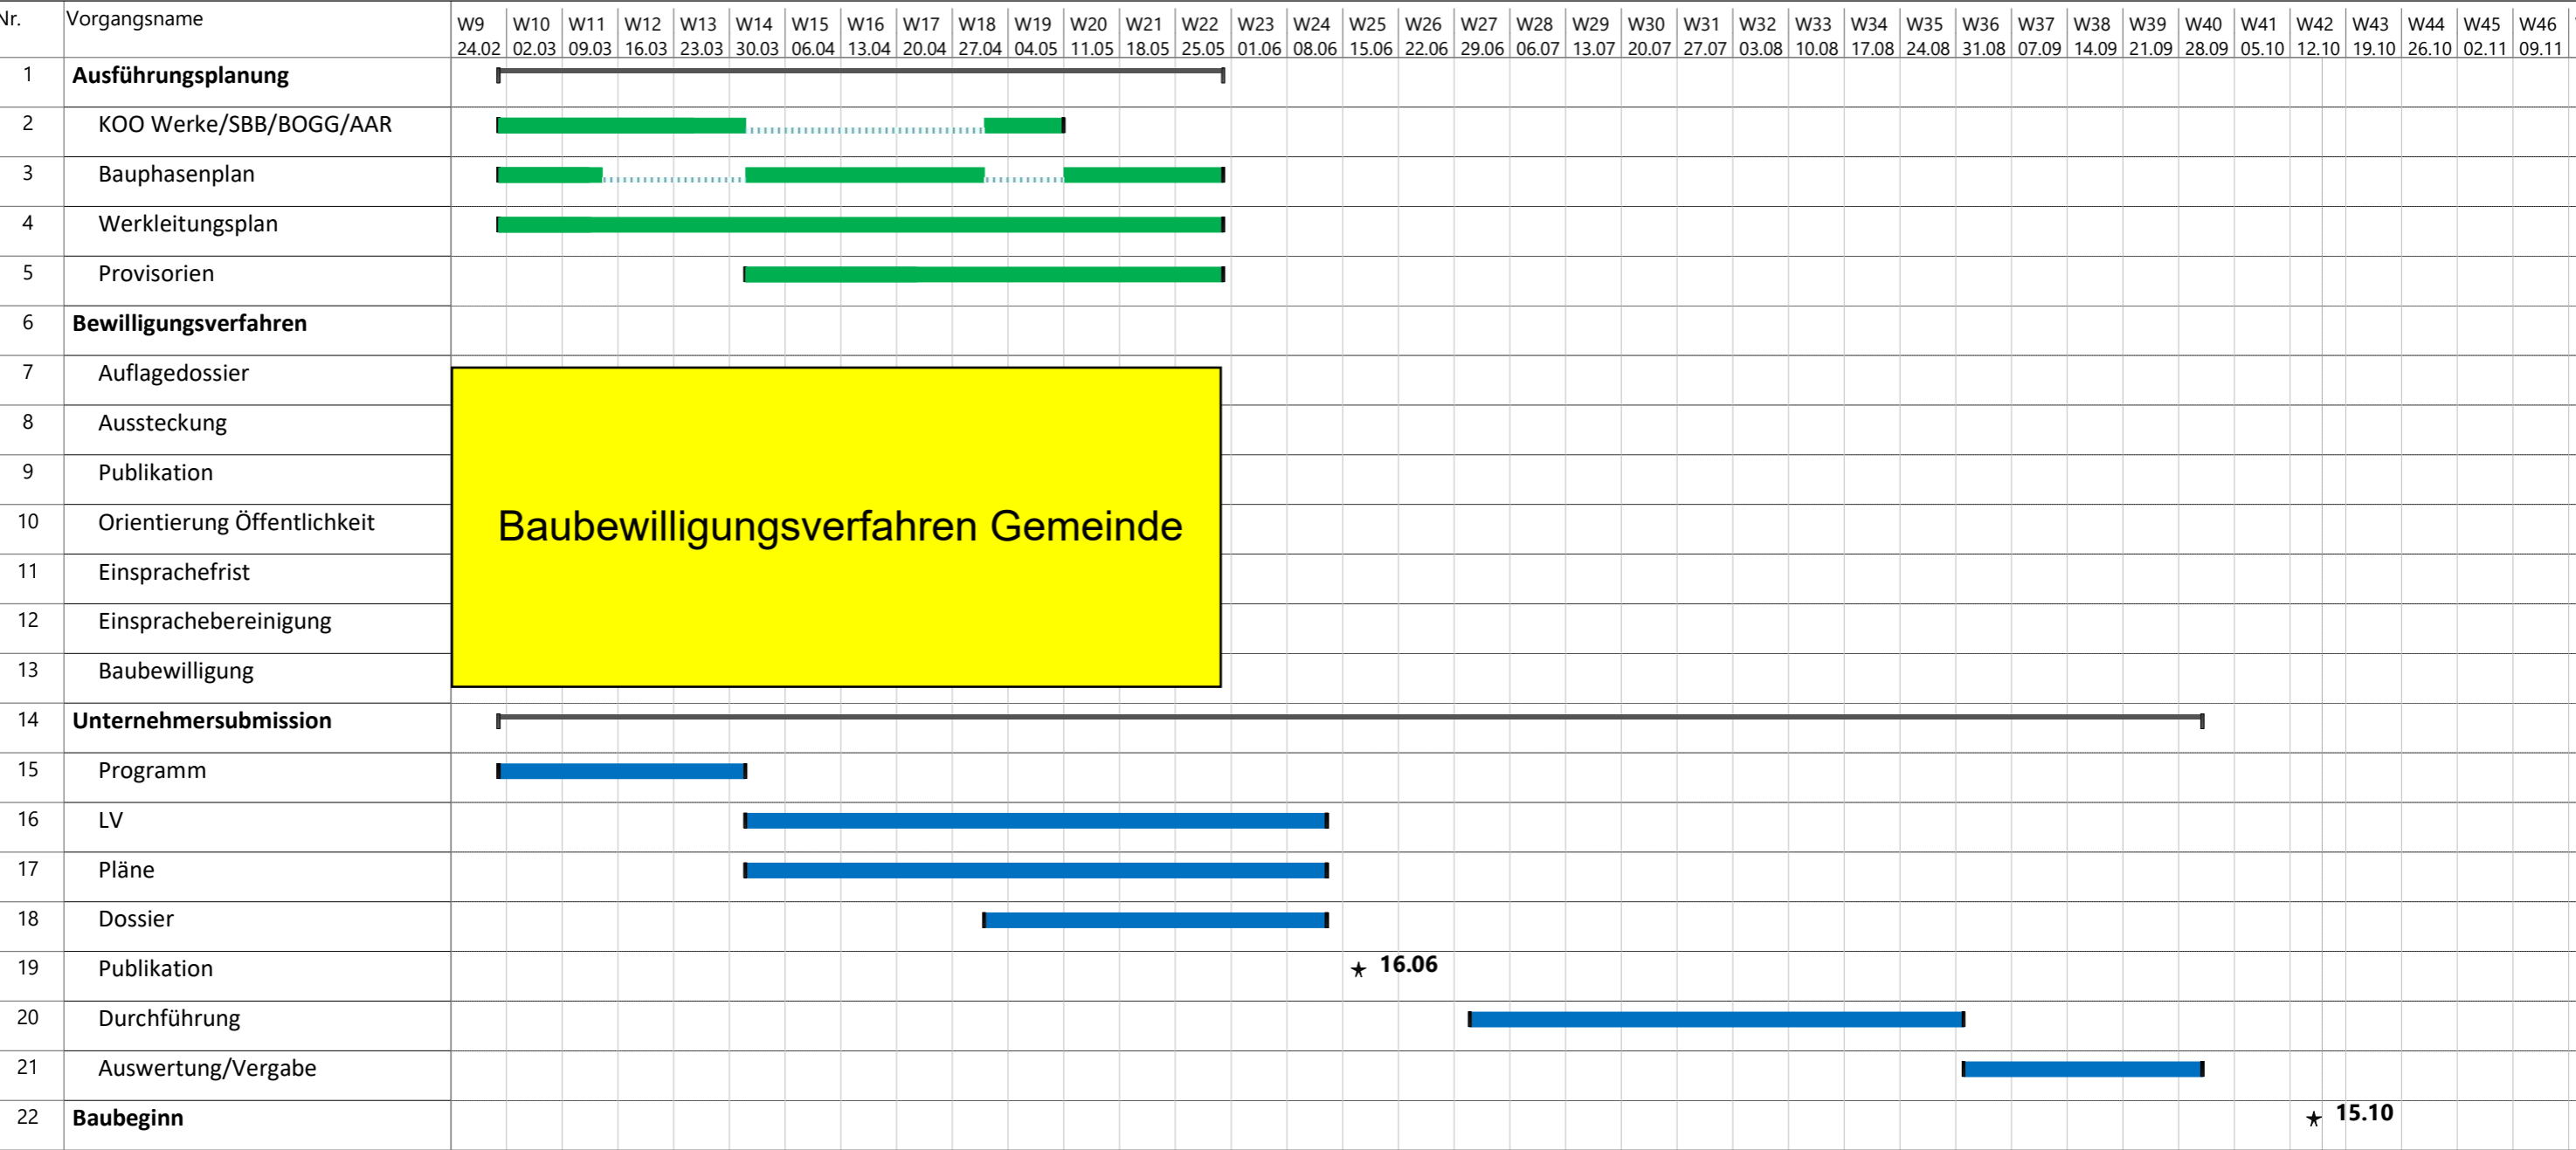 Nr. Vorgangsname W9 W10 W11 W12 W13 W14 W15 W16 W17 W18 W19 W20 W21 W22 W23 W24 W25 W26 W27 W28 W29 W30 W31 W32 W33 W34 W35 W36 W37 W38 W39 W40 W41 W42 W43 W44 W45 W46
24.02 02.03 09.03 16.03 23.03 30.03 06.04 13.04 20.04 27.04 04.05 11.05 18.05 25.05 01.06 08.06 15.06 22.06 29.06 06.07 13.07 20.07 27.07 03.08 10.08 17.08 24.08 31.08 07.09 14.09 21.09 28.09 05.10 12.10 19.10 26.10 02.11 09.11
1 Ausführungsplanung
2 KOO Werke/SBB/BOGG/AAR
3 Bauphasenplan
4 Werkleitungsplan
5 Provisorien
6 Bewilligungsverfahren
7 Auflagedossier
8 Aussteckung
9 Publikation
10 Orientierung Öffentlichkeit
Baubewilligungsverfahren Gemeinde
11 Einsprachefrist
12 Einsprachebereinigung
13 Baubewilligung
14 Unternehmersubmission
15 Programm
16 LV
17 Pläne
18 Dossier
19 Publikation 16.06
20 Durchführung
21 Auswertung/Vergabe
22 Baubeginn 15.10